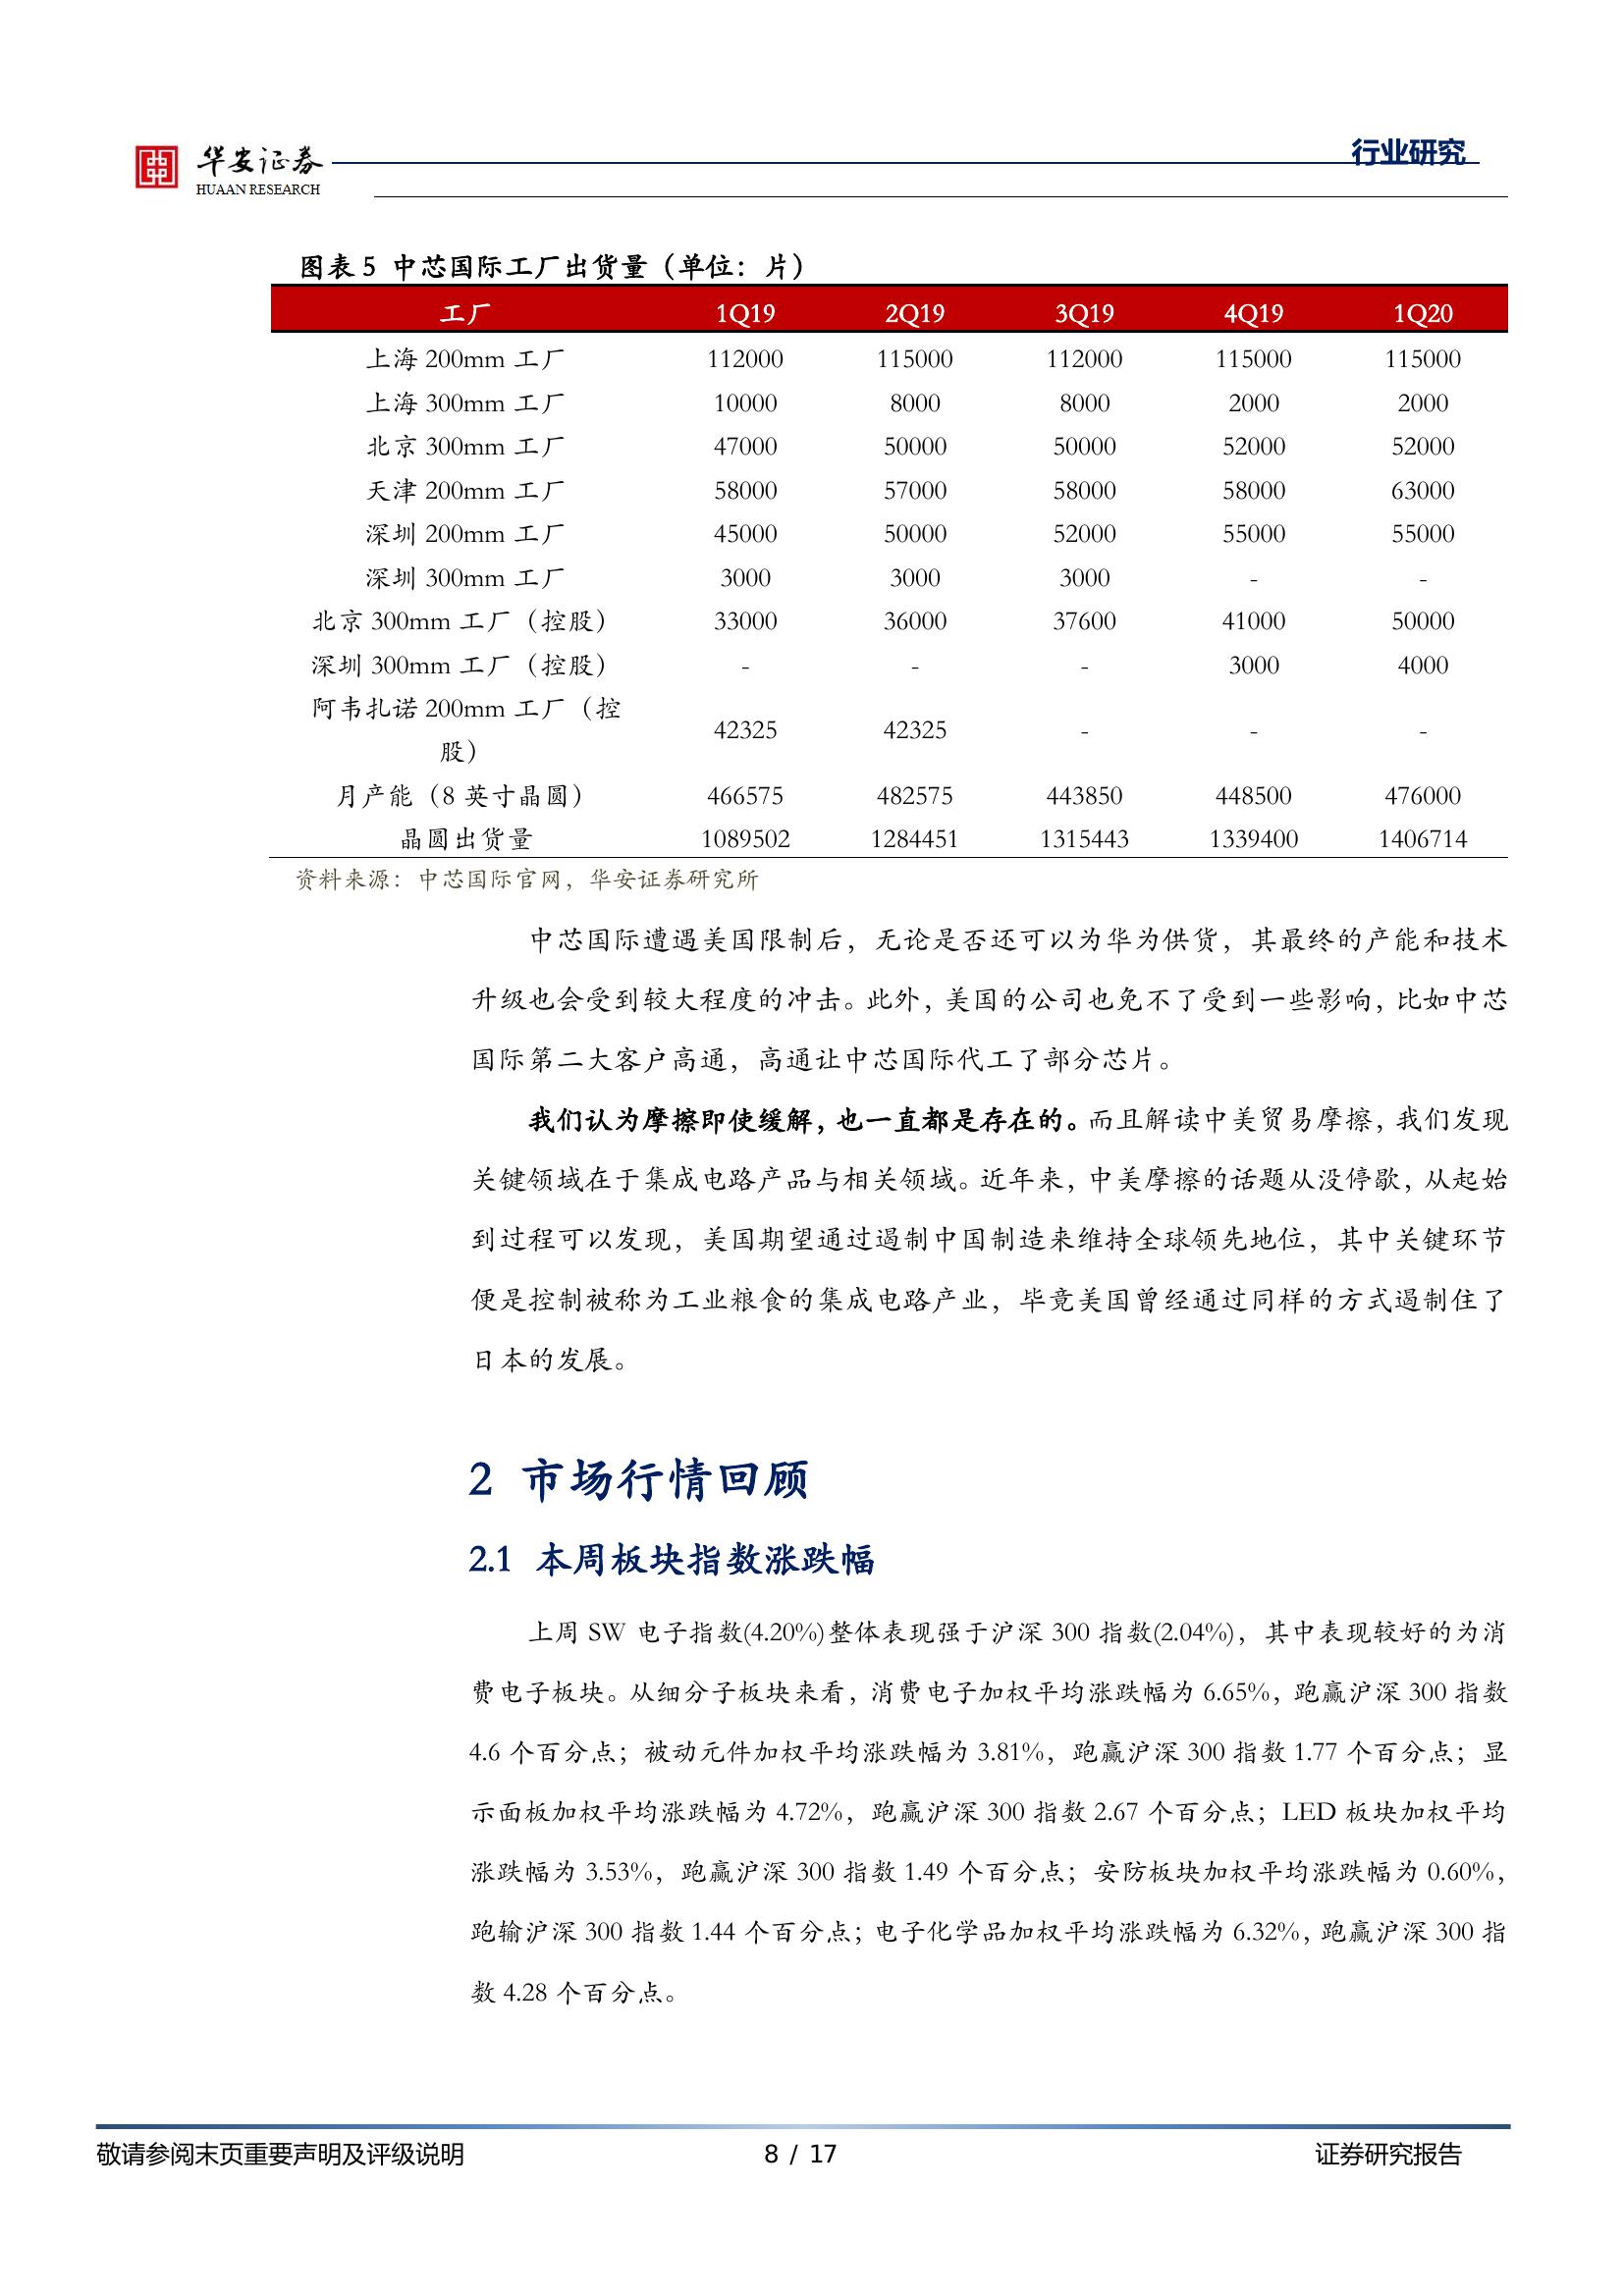 华安证券
HUAAN RESEARCH
行业研究
图表 5 中芯国际工厂出货量（单位：片）
工厂 1Q19 2Q19 3Q19 4Q19 1Q20
上海 200mm 工厂 112000 115000 112000 115000 115000
上海 300mm 工厂 10000 8000 8000 2000 2000
北京 300mm 工厂 47000 50000 50000 52000 52000
天津 200mm 工厂 58000 57000 58000 58000 63000
深圳 200mm 工厂 45000 50000 52000 55000 55000
深圳 300mm 工厂 3000 3000 3000 - -
北京 300mm 工厂（控股） 33000 36000 37600 41000 50000
深圳 300mm 工厂（控股） - - - 3000 4000
阿韦扎诺 200mm 工厂（控
股） 42325 42325 - - -
月产能（8 英寸晶圆） 466575 482575 443850 448500 476000
晶圆出货量 1089502 1284451 1315443 1339400 1406714
资料来源：中芯国际官网，华安证券研究所
中芯国际遭遇美国限制后，无论是否还可以为华为供货，其最终的产能和技术
升级也会受到较大程度的冲击。此外，美国的公司也免不了受到一些影响，比如中芯
国际第二大客户高通，高通让中芯国际代工了部分芯片。
我们认为摩擦即使缓解，也一直都是存在的。而且解读中美贸易摩擦，我们发现
关键领域在于集成电路产品与相关领域。近年来，中美摩擦的话题从没停歇，从起始
到过程可以发现，美国期望通过遏制中国制造来维持全球领先地位，其中关键环节
便是控制被称为工业粮食的集成电路产业，毕竟美国曾经通过同样的方式遏制住了
日本的发展。
2 市场行情回顾
2.1 本周板块指数涨跌幅
上周 SW 电子指数(4.20%)整体表现强于沪深 300 指数(2.04%)，其中表现较好的为消
费电子板块。从细分子板块来看，消费电子加权平均涨跌幅为 6.65%，跑赢沪深 300 指数
4.6 个百分点；被动元件加权平均涨跌幅为 3.81%，跑赢沪深 300 指数 1.77 个百分点；显
示面板加权平均涨跌幅为 4.72%，跑赢沪深 300 指数 2.67 个百分点；LED 板块加权平均
涨跌幅为 3.53%，跑赢沪深 300 指数 1.49 个百分点；安防板块加权平均涨跌幅为 0.60%，
跑输沪深 300 指数 1.44 个百分点；电子化学品加权平均涨跌幅为 6.32%，跑赢沪深 300 指
数 4.28 个百分点。
敬请参阅末页重要声明及评级说明 8 / 17 证券研究报告